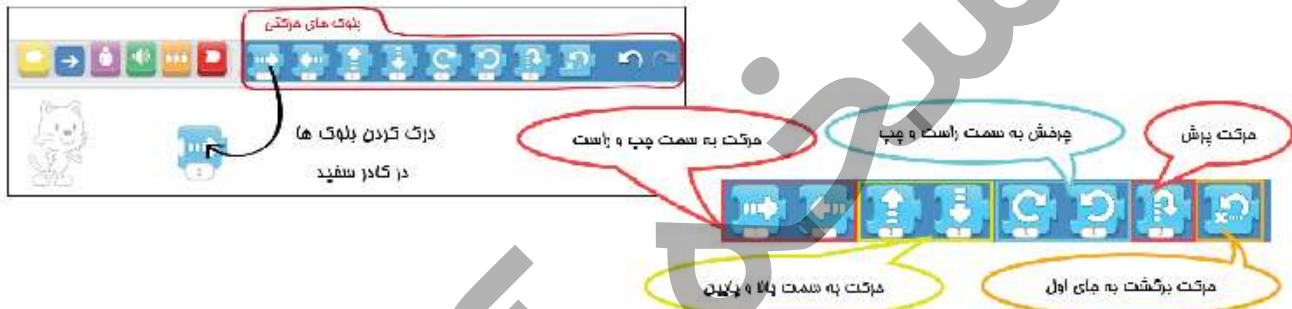 بلوک های حرکتی
درگ کردن بلوک ها
در کادر سفید
حرکت به سمت چپ و راست
چرخش به سمت راست و چپ
حرکت پرش
حرکت به سمت بالا و پایین
حرکت برگشت به جای اول